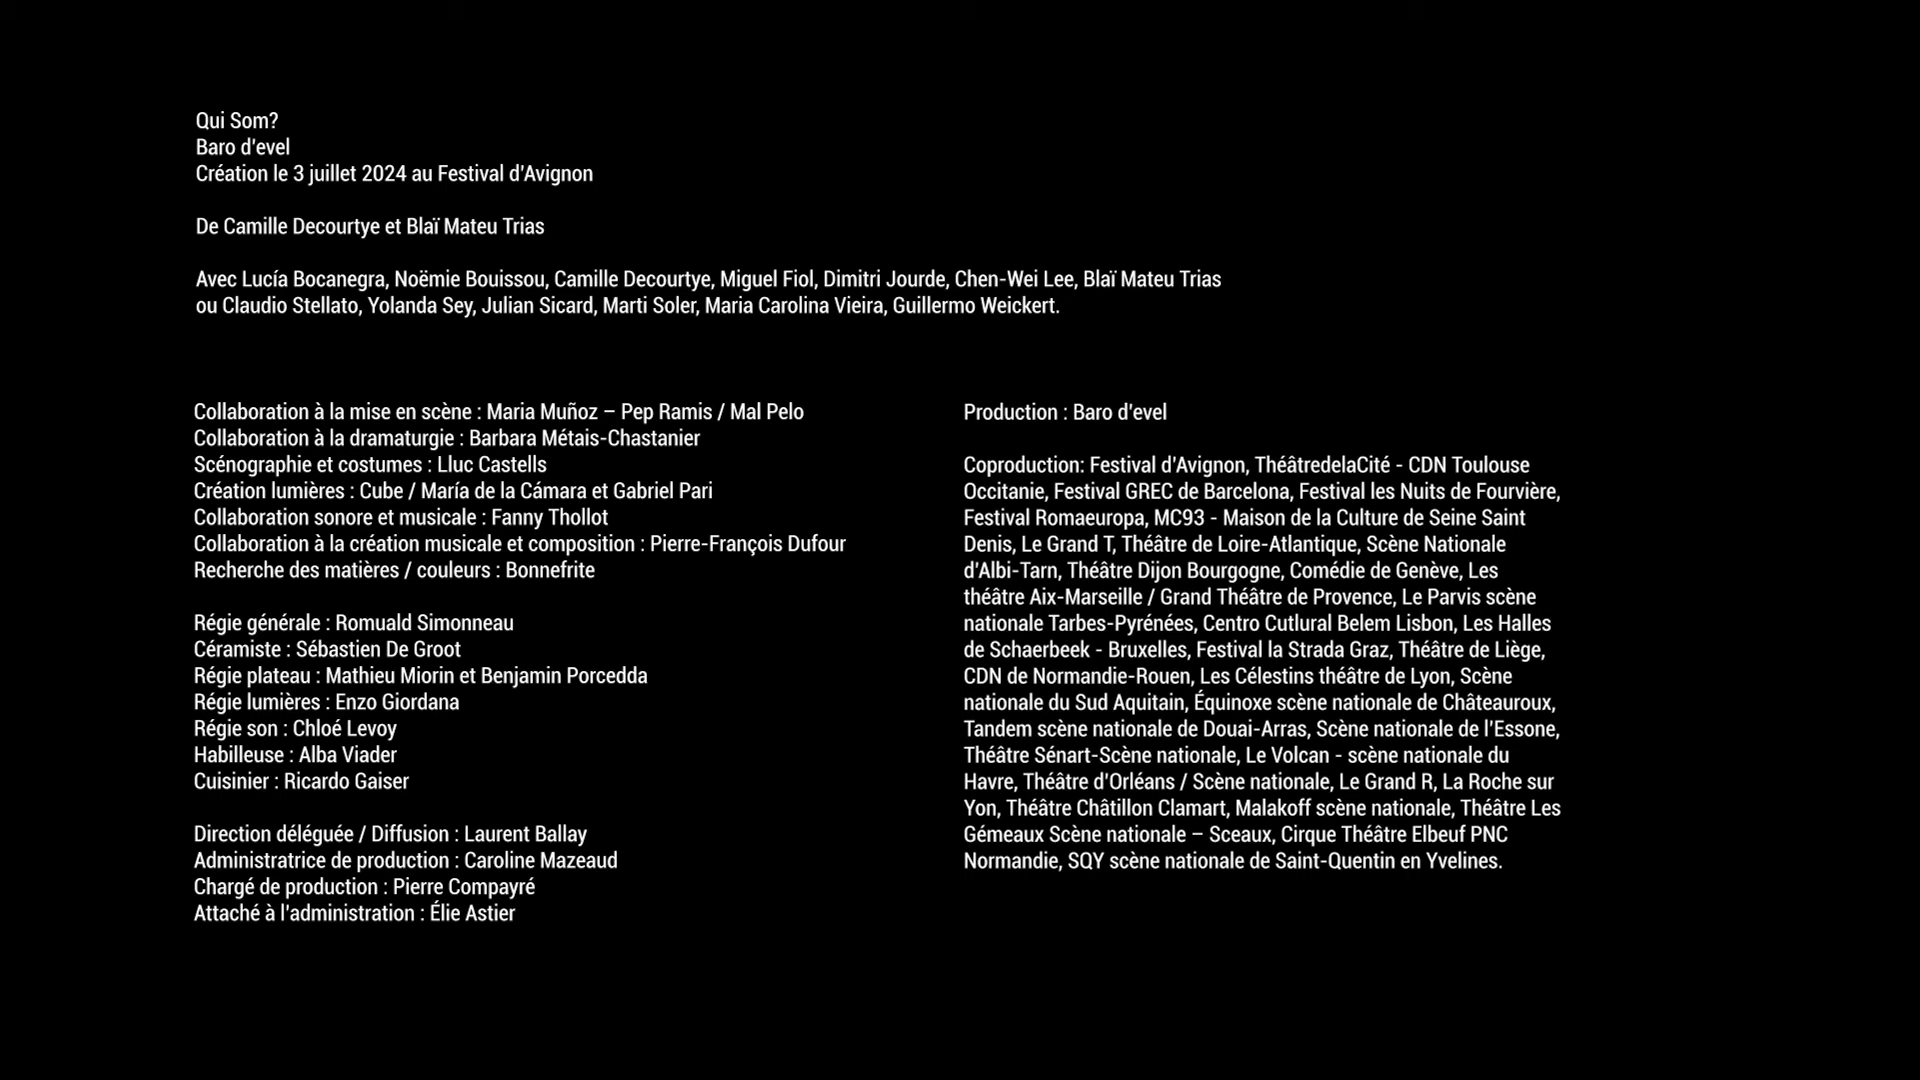 Qui Som?
Baro d'evel
Création le 3 juillet 2024 au Festival d'Avignon
De Camille Decourtye et Blaï Mateu Trias
Avec Lucía Bocanegra, Noëmie Bouissou, Camille Decourtye, Miguel Fiol, Dimitri Jourde, Chen-Wei Lee, Blaï Mateu Trias
ou Claudio Stellato, Yolanda Sey, Julian Sicard, Marti Soler, Maria Carolina Vieira, Guillermo Weickert.
Collaboration à la mise en scène : Maria Muñoz – Pep Ramis / Mal Pelo
Collaboration à la dramaturgie : Barbara Métais-Chastanier
Scénographie et costumes : Lluc Castells
Création lumières : Cube / María de la Cámara et Gabriel Pari
Collaboration sonore et musicale : Fanny Thollot
Collaboration à la création musicale et composition : Pierre-François Dufour
Recherche des matières / couleurs : Bonnefrite
Régie générale : Romuald Simonneau
Céramiste : Sébastien De Groot
Régie plateau : Mathieu Miorin et Benjamin Porcedda
Régie lumières : Enzo Giordana
Régie son : Chloé Levoy
Habilleuse : Alba Viader
Cuisinier : Ricardo Gaiser
Direction déléguée / Diffusion : Laurent Ballay
Administratrice de production : Caroline Mazeaud
Chargé de production : Pierre Compayré
Attaché à l'administration : Élie Astier
Production : Baro d'evel
Coproduction: Festival d'Avignon, ThéâtredelaCité - CDN Toulouse
Occitanie, Festival GREC de Barcelona, Festival les Nuits de Fourvière,
Festival Romaeuropa, MC93 - Maison de la Culture de Seine Saint
Denis, Le Grand T, Théâtre de Loire-Atlantique, Scène Nationale
d'Albi-Tarn, Théâtre Dijon Bourgogne, Comédie de Genève, Les
théâtre Aix-Marseille / Grand Théâtre de Provence, Le Parvis scène
nationale Tarbes-Pyrénées, Centro Cutlural Belem Lisbon, Les Halles
de Schaerbeek - Bruxelles, Festival la Strada Graz, Théâtre de Liège,
CDN de Normandie-Rouen, Les Célestins théâtre de Lyon, Scène
nationale du Sud Aquitain, Équinoxe scène nationale de Châteauroux,
Tandem scène nationale de Douai-Arras, Scène nationale de l'Essone,
Théâtre Sénart-Scène nationale, Le Volcan - scène nationale du
Havre, Théâtre d'Orléans / Scène nationale, Le Grand R, La Roche sur
Yon, Théâtre Châtillon Clamart, Malakoff scène nationale, Théâtre Les
Gémeaux Scène nationale – Sceaux, Cirque Théâtre Elbeuf PNC
Normandie, SQY scène nationale de Saint-Quentin en Yvelines.